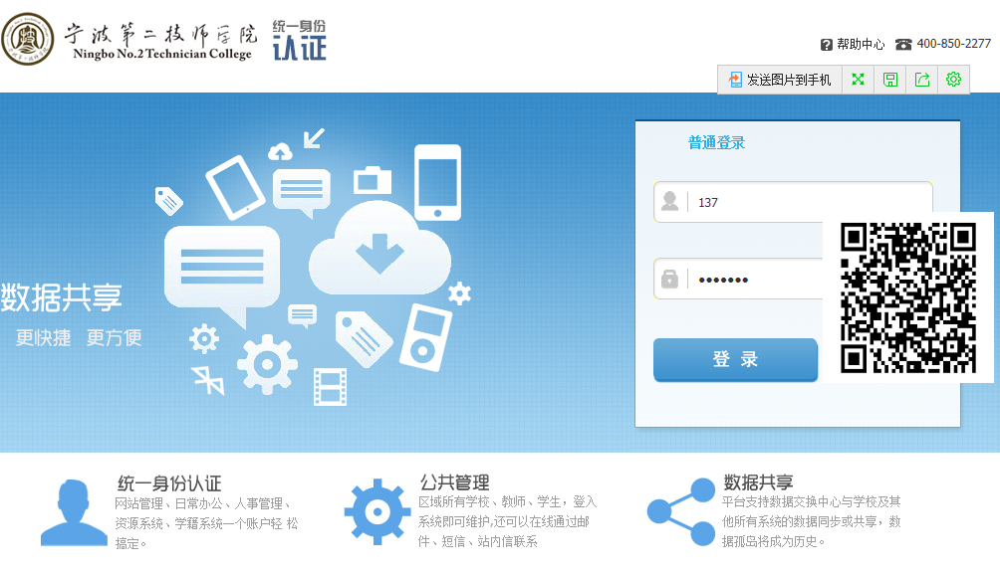 宁波第二技师学院
Ningbo No.2 Technician College
统一身份
认证
帮助中心 400-850-2277
发送图片到手机
普通登录
137
•••••••
登 录
数据共享
更快捷 更方便
统一身份认证
网站管理、日常办公、人事管理、
资源系统、学籍系统一个账户轻 松
搞定。
公共管理
区域所有学校、教师、学生，登入
系统即可维护,还可以在线通过邮
件、短信、站内信联系
数据共享
平台支持数据交换中心与学校及其
他所有系统的数据同步或共享，数
据孤岛将成为历史。